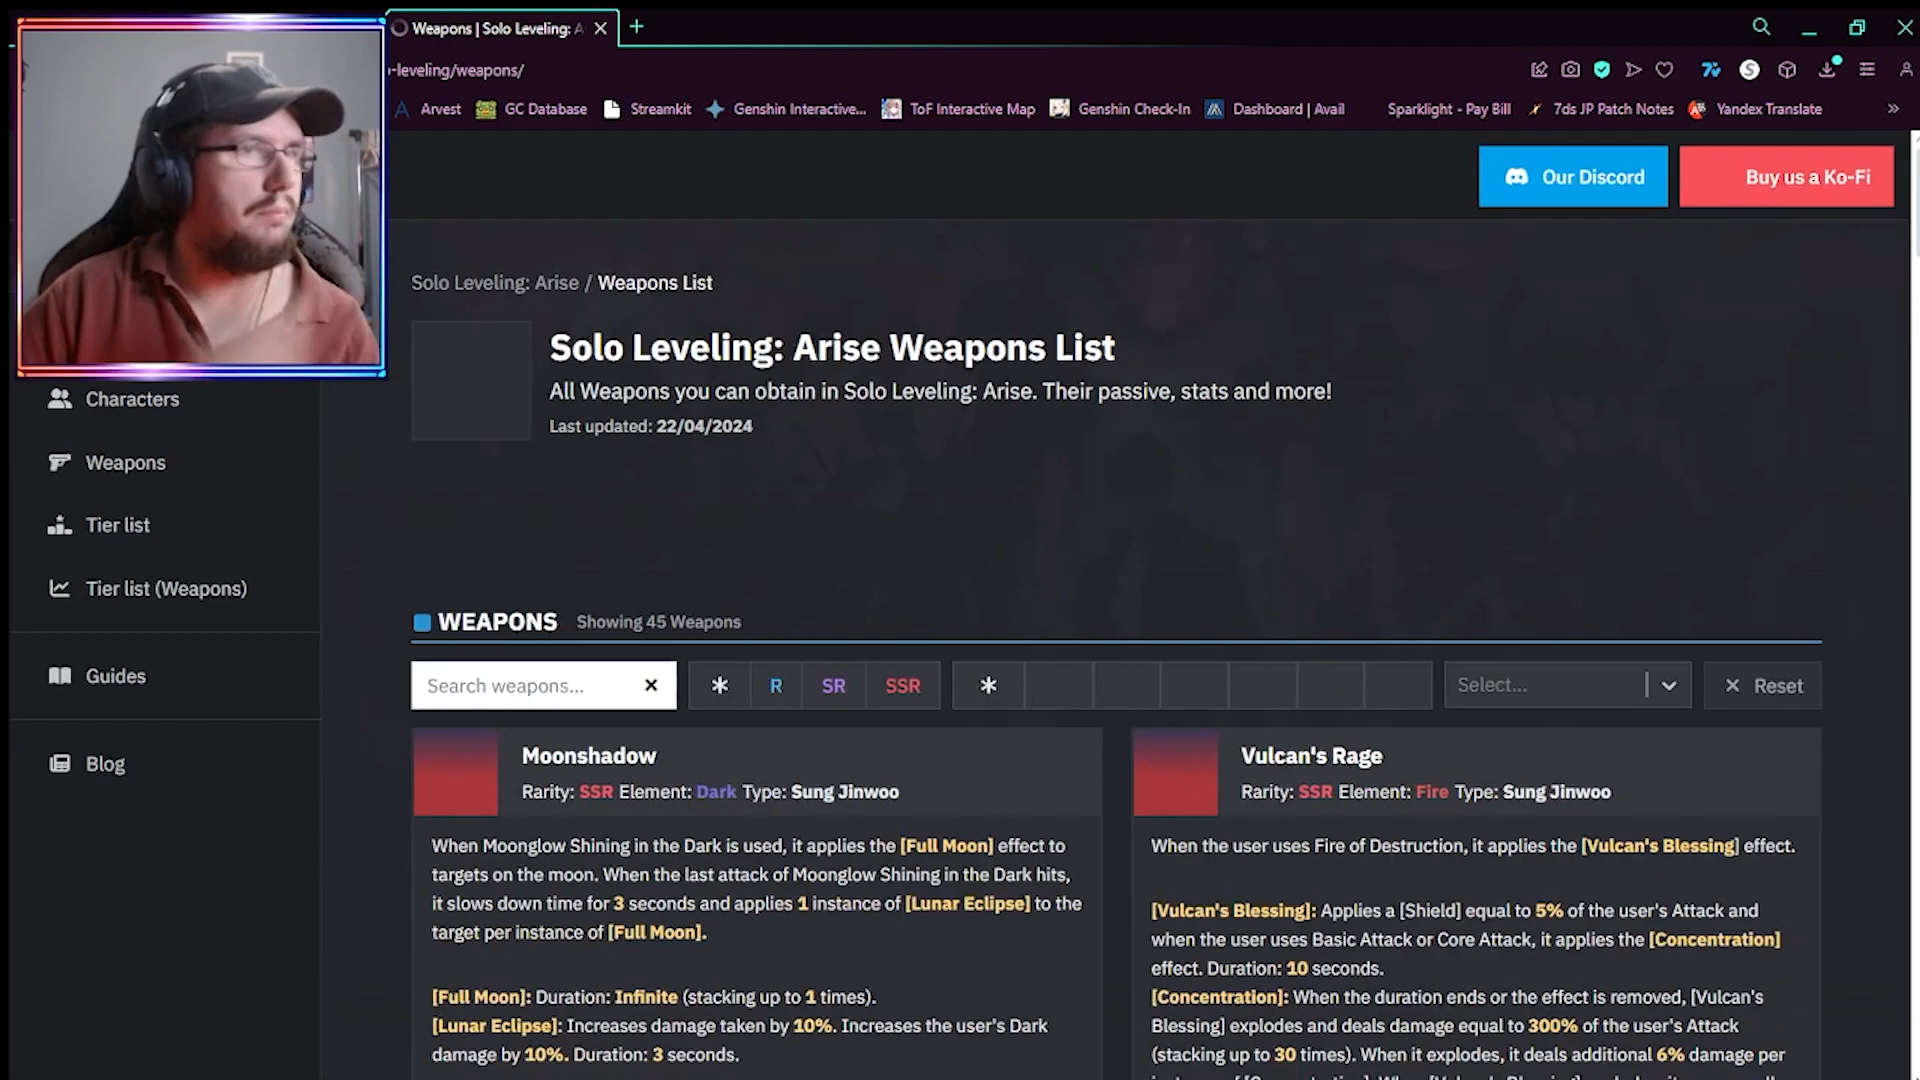 Weapons | Solo Leveling: A
-leveling/weapons/
Arvest
GC Database
Streamkit
Genshin Interactive...
ToF Interactive Map
Genshin Check-In
Dashboard | Avail
Sparklight - Pay Bill
7ds JP Patch Notes
Yandex Translate
Our Discord
Buy us a Ko-Fi
Solo Leveling: Arise / Weapons List
Solo Leveling: Arise Weapons List
All Weapons you can obtain in Solo Leveling: Arise. Their passive, stats and more!
Last updated: 22/04/2024
Characters
Weapons
Tier list
Tier list (Weapons)
Guides
Blog
WEAPONS Showing 45 Weapons
Search weapons...
R SR SSR
Select...
Reset
Moonshadow
Rarity: SSR Element: Dark Type: Sung Jinwoo
When Moonglow Shining in the Dark is used, it applies the [Full Moon] effect to
targets on the moon. When the last attack of Moonglow Shining in the Dark hits,
it slows down time for 3 seconds and applies 1 instance of [Lunar Eclipse] to the
target per instance of [Full Moon].
[Full Moon]: Duration: Infinite (stacking up to 1 times).
[Lunar Eclipse]: Increases damage taken by 10%. Increases the user's Dark
damage by 10%. Duration: 3 seconds.
Vulcan's Rage
Rarity: SSR Element: Fire Type: Sung Jinwoo
When the user uses Fire of Destruction, it applies the [Vulcan's Blessing] effect.
[Vulcan's Blessing]: Applies a [Shield] equal to 5% of the user's Attack and
when the user uses Basic Attack or Core Attack, it applies the [Concentration]
effect. Duration: 10 seconds.
[Concentration]: When the duration ends or the effect is removed, [Vulcan's
Blessing] explodes and deals damage equal to 300% of the user's Attack
(stacking up to 30 times). When it explodes, it deals additional 6% damage per